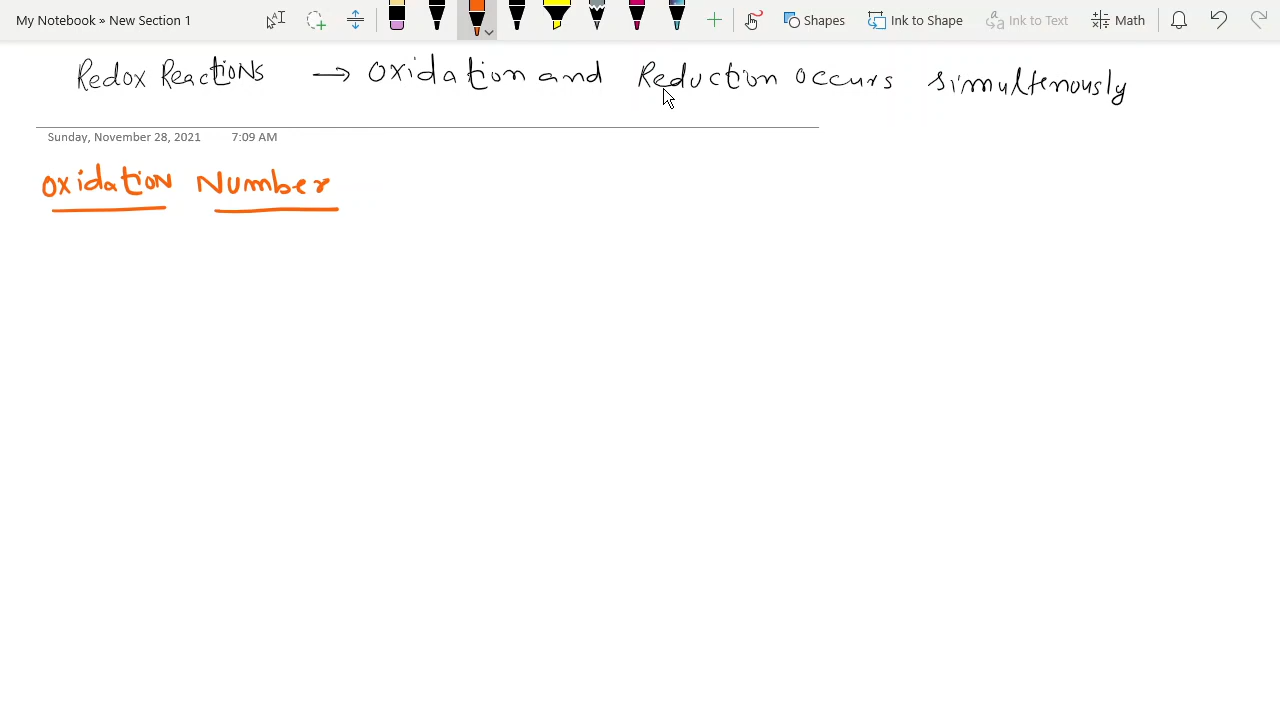 My Notebook » New Section 1 Shapes Ink to Shape Ink to Text Math
Redox Reactions → Oxidation and Reduction occurs simultenously
Sunday, November 28, 2021 7:09 AM
Oxidation Number